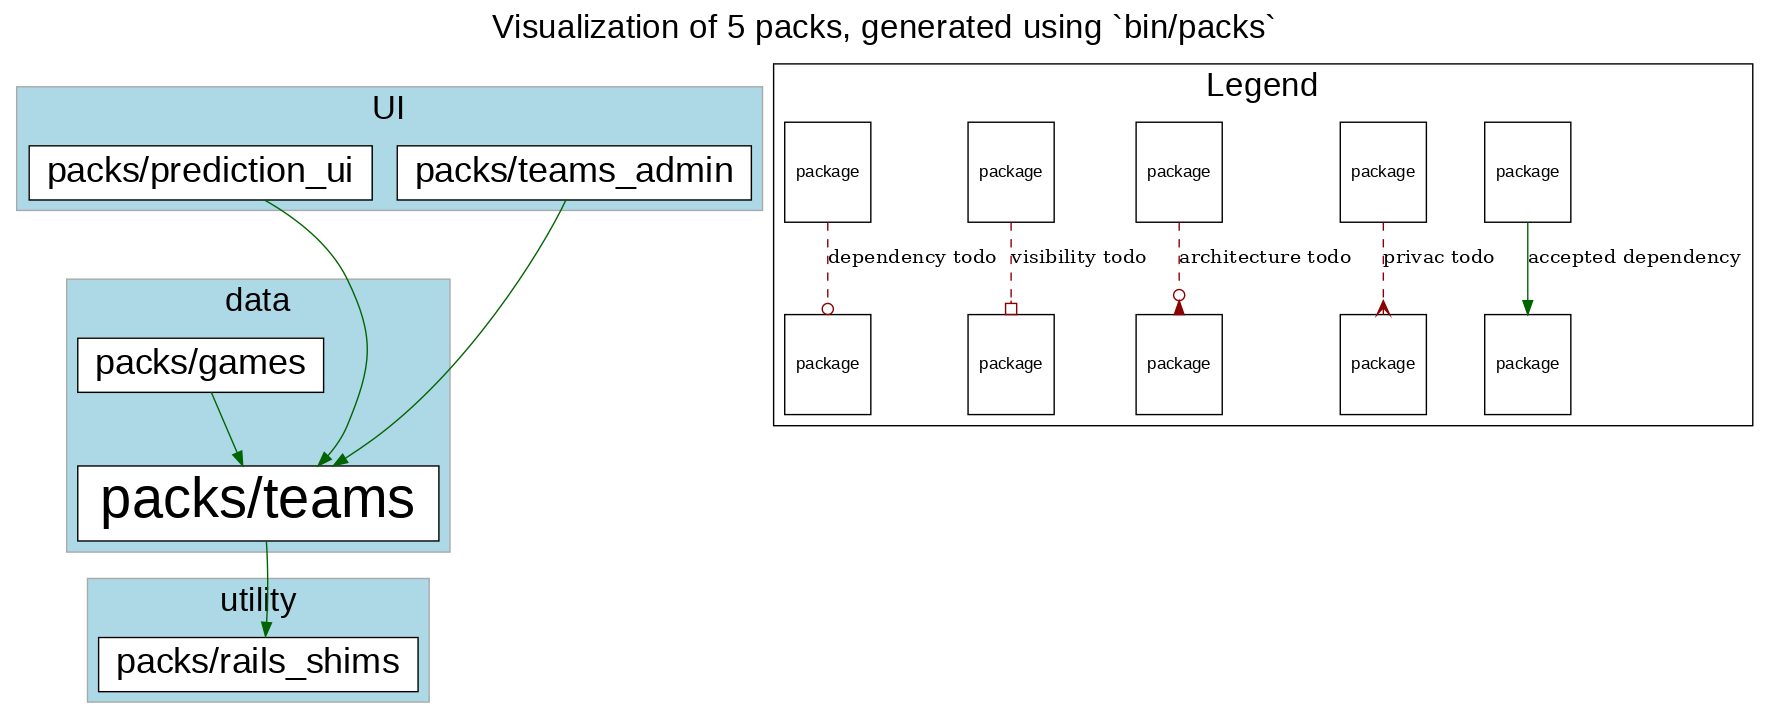 Visualization of 5 packs, generated using `bin/packs`
UI
packs/prediction_ui
packs/teams_admin
data
packs/games
packs/teams
utility
packs/rails_shims
Legend
package
package
package
package
package
dependency todo
visibility todo
architecture todo
privac todo
accepted dependency
package
package
package
package
package